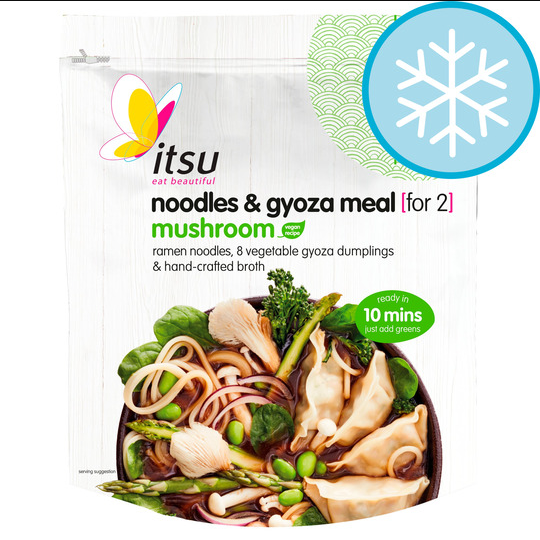 itsu
eat beautiful
noodles & gyoza meal [for 2]
mushroom
vegan
recipe
ramen noodles, 8 vegetable gyoza dumplings
& hand-crafted broth
ready in
10 mins
just add greens
serving suggestion